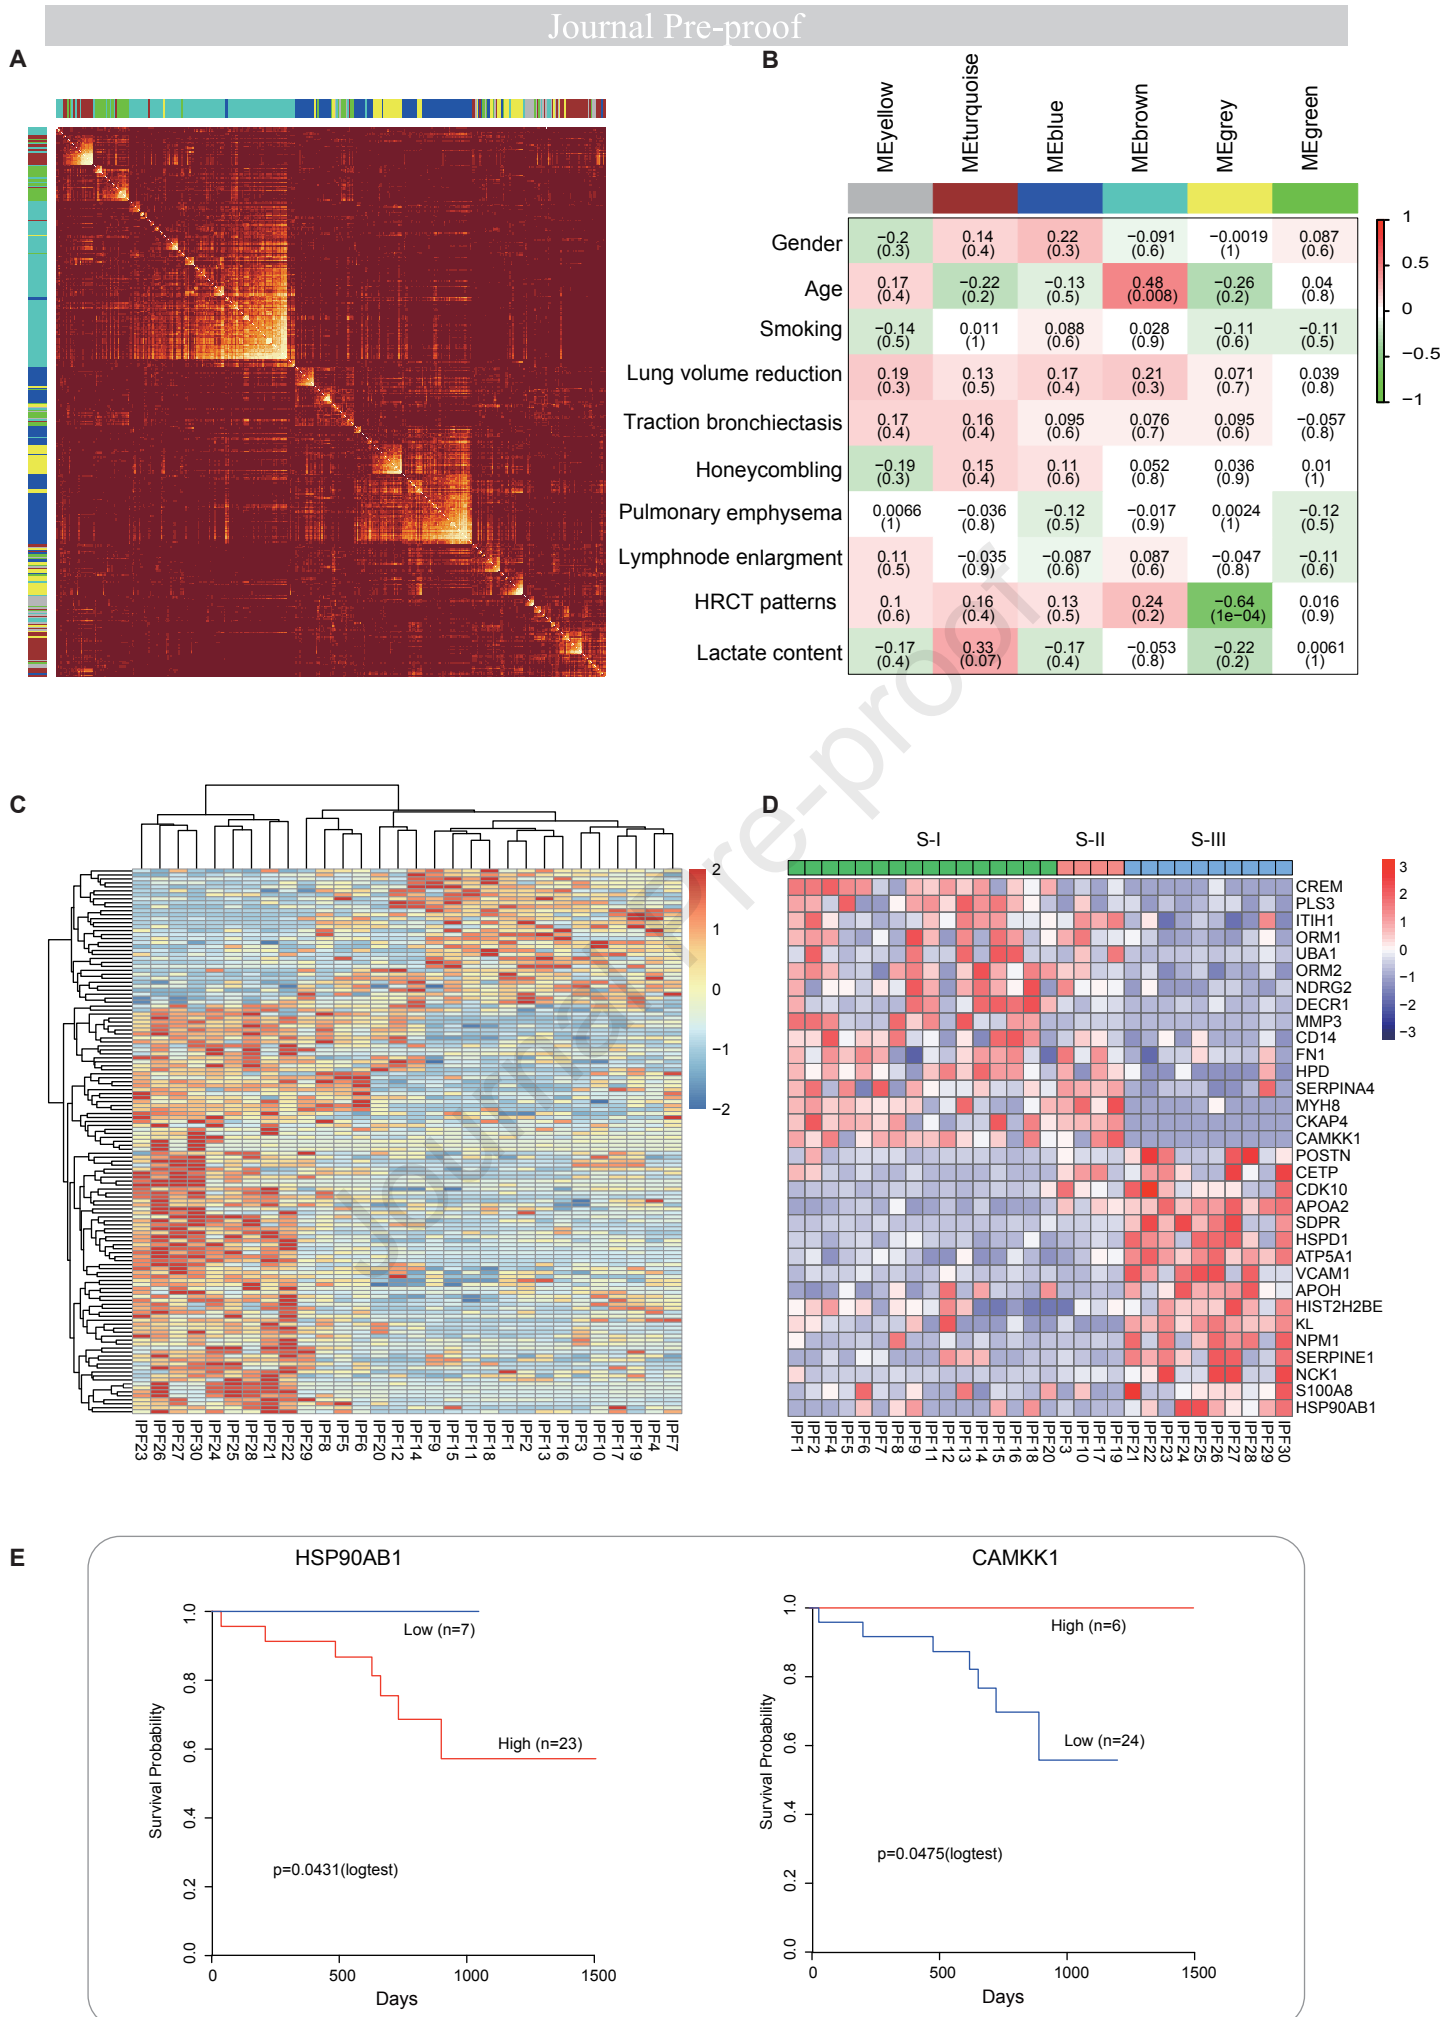 Journal Pre-proof
A
B
MEyellow
MEturquoise
MEblue
MEbrown
MEgrey
MEgreen
Gender −0.2 (0.3) 0.14 (0.4) 0.22 (0.3) −0.091 (0.6) −0.0019 (1) 0.087 (0.6)
Age 0.17 (0.4) −0.22 (0.2) −0.13 (0.5) 0.48 (0.008) −0.26 (0.2) 0.04 (0.8)
Smoking −0.14 (0.5) 0.011 (1) 0.088 (0.6) 0.028 (0.9) −0.11 (0.6) −0.11 (0.5)
Lung volume reduction 0.19 (0.3) 0.13 (0.5) 0.17 (0.4) 0.21 (0.3) 0.071 (0.7) 0.039 (0.8)
Traction bronchiectasis 0.17 (0.4) 0.16 (0.4) 0.095 (0.6) 0.076 (0.7) 0.095 (0.6) −0.057 (0.8)
Honeycombling −0.19 (0.3) 0.15 (0.4) 0.11 (0.6) 0.052 (0.8) 0.036 (0.9) 0.01 (1)
Pulmonary emphysema 0.0066 (1) −0.036 (0.8) −0.12 (0.5) −0.017 (0.9) 0.0024 (1) −0.12 (0.5)
Lymphnode enlargment 0.11 (0.5) −0.035 (0.9) −0.087 (0.6) 0.087 (0.6) −0.047 (0.8) −0.11 (0.6)
HRCT patterns 0.1 (0.6) 0.16 (0.4) 0.13 (0.5) 0.24 (0.2) −0.64 (1e−04) 0.016 (0.9)
Lactate content −0.17 (0.4) 0.33 (0.07) −0.17 (0.4) −0.053 (0.8) −0.22 (0.2) 0.0061 (1)
1
0.5
0
−0.5
−1
C
2
1
0
−1
−2
IPF23 IPF26 IPF27 IPF30 IPF24 IPF25 IPF28 IPF21 IPF22 IPF29 IPF8 IPF5 IPF6 IPF20 IPF12 IPF14 IPF9 IPF15 IPF11 IPF18 IPF1 IPF2 IPF13 IPF16 IPF3 IPF10 IPF17 IPF19 IPF4 IPF7
D
S-I S-II S-III
CREM
PLS3
ITIH1
ORM1
UBA1
ORM2
NDRG2
DECR1
MMP3
CD14
FN1
HPD
SERPINA4
MYH8
CKAP4
CAMKK1
POSTN
CETP
CDK10
APOA2
SDPR
HSPD1
ATP5A1
VCAM1
APOH
HIST2H2BE
KL
NPM1
SERPINE1
NCK1
S100A8
HSP90AB1
3
2
1
0
−1
−2
−3
IPF1 IPF2 IPF4 IPF5 IPF6 IPF7 IPF8 IPF9 IPF11 IPF12 IPF13 IPF14 IPF15 IPF16 IPF18 IPF20 IPF3 IPF10 IPF17 IPF19 IPF21 IPF22 IPF23 IPF24 IPF25 IPF26 IPF27 IPF28 IPF29 IPF30
Journal Pre-proof
E
HSP90AB1
Survival Probability
1.0
0.8
0.6
0.4
0.2
0.0
Low (n=7)
High (n=23)
p=0.0431(logtest)
0 500 1000 1500
Days
CAMKK1
Survival Probability
1.0
0.8
0.6
0.4
0.2
0.0
High (n=6)
Low (n=24)
p=0.0475(logtest)
0 500 1000 1500
Days